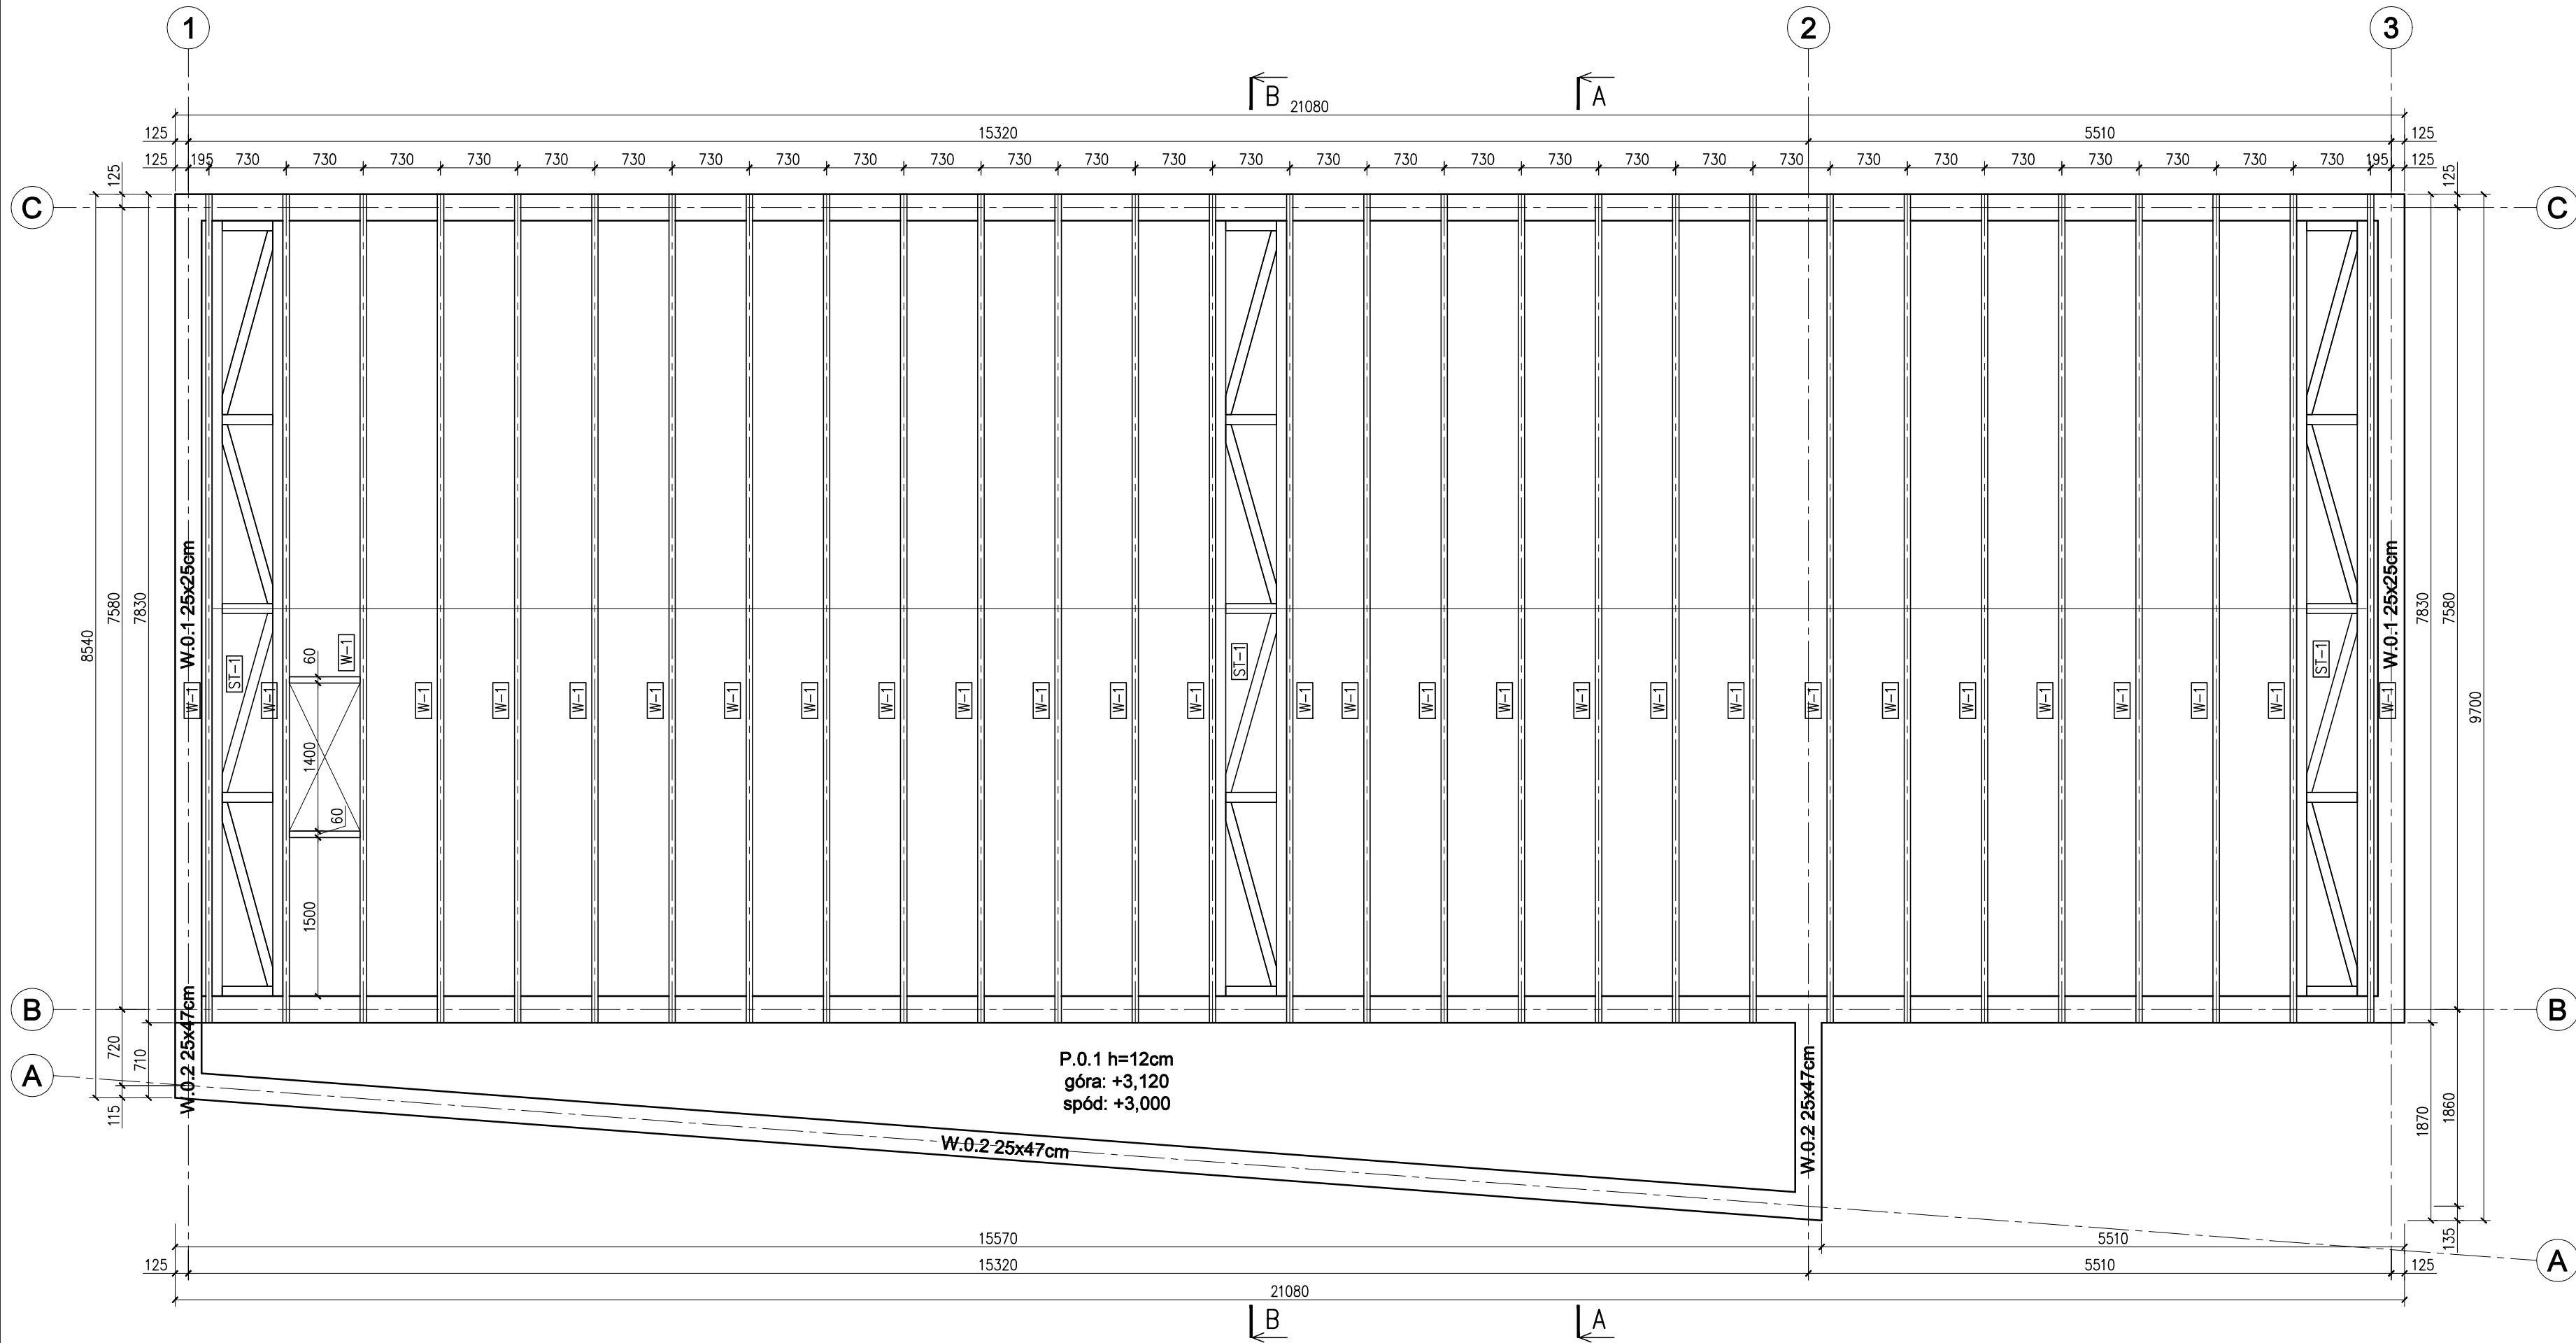 1 2 3
B A
21080
125 15320 5510 125
125 195 730 730 730 730 730 730 730 730 730 730 730 730 730 730 730 730 730 730 730 730 730 730 730 730 730 730 730 730 195 125
125 125
C C
8540 7580 7830
W.0.1 25x25cm
W.0.1 25x25cm
7830 7580 9700
60 W-1
ST-1 ST-1 ST-1
W-1 W-1 W-1 W-1 W-1 W-1 W-1 W-1 W-1 W-1 W-1 W-1 W-1 W-1 W-1 W-1 W-1 W-1 W-1 W-1 W-1 W-1 W-1 W-1 W-1 W-1 W-1 W-1
1400
60
1500
B B
W.0.2 25x47cm
720 710
115
A
P.0.1 h=12cm
góra: +3,120
spód: +3,000
W.0.2 25x47cm
W.0.2 25x47cm
1870 1860
135
15570 5510
125 15320 5510 125
A
21080
B A